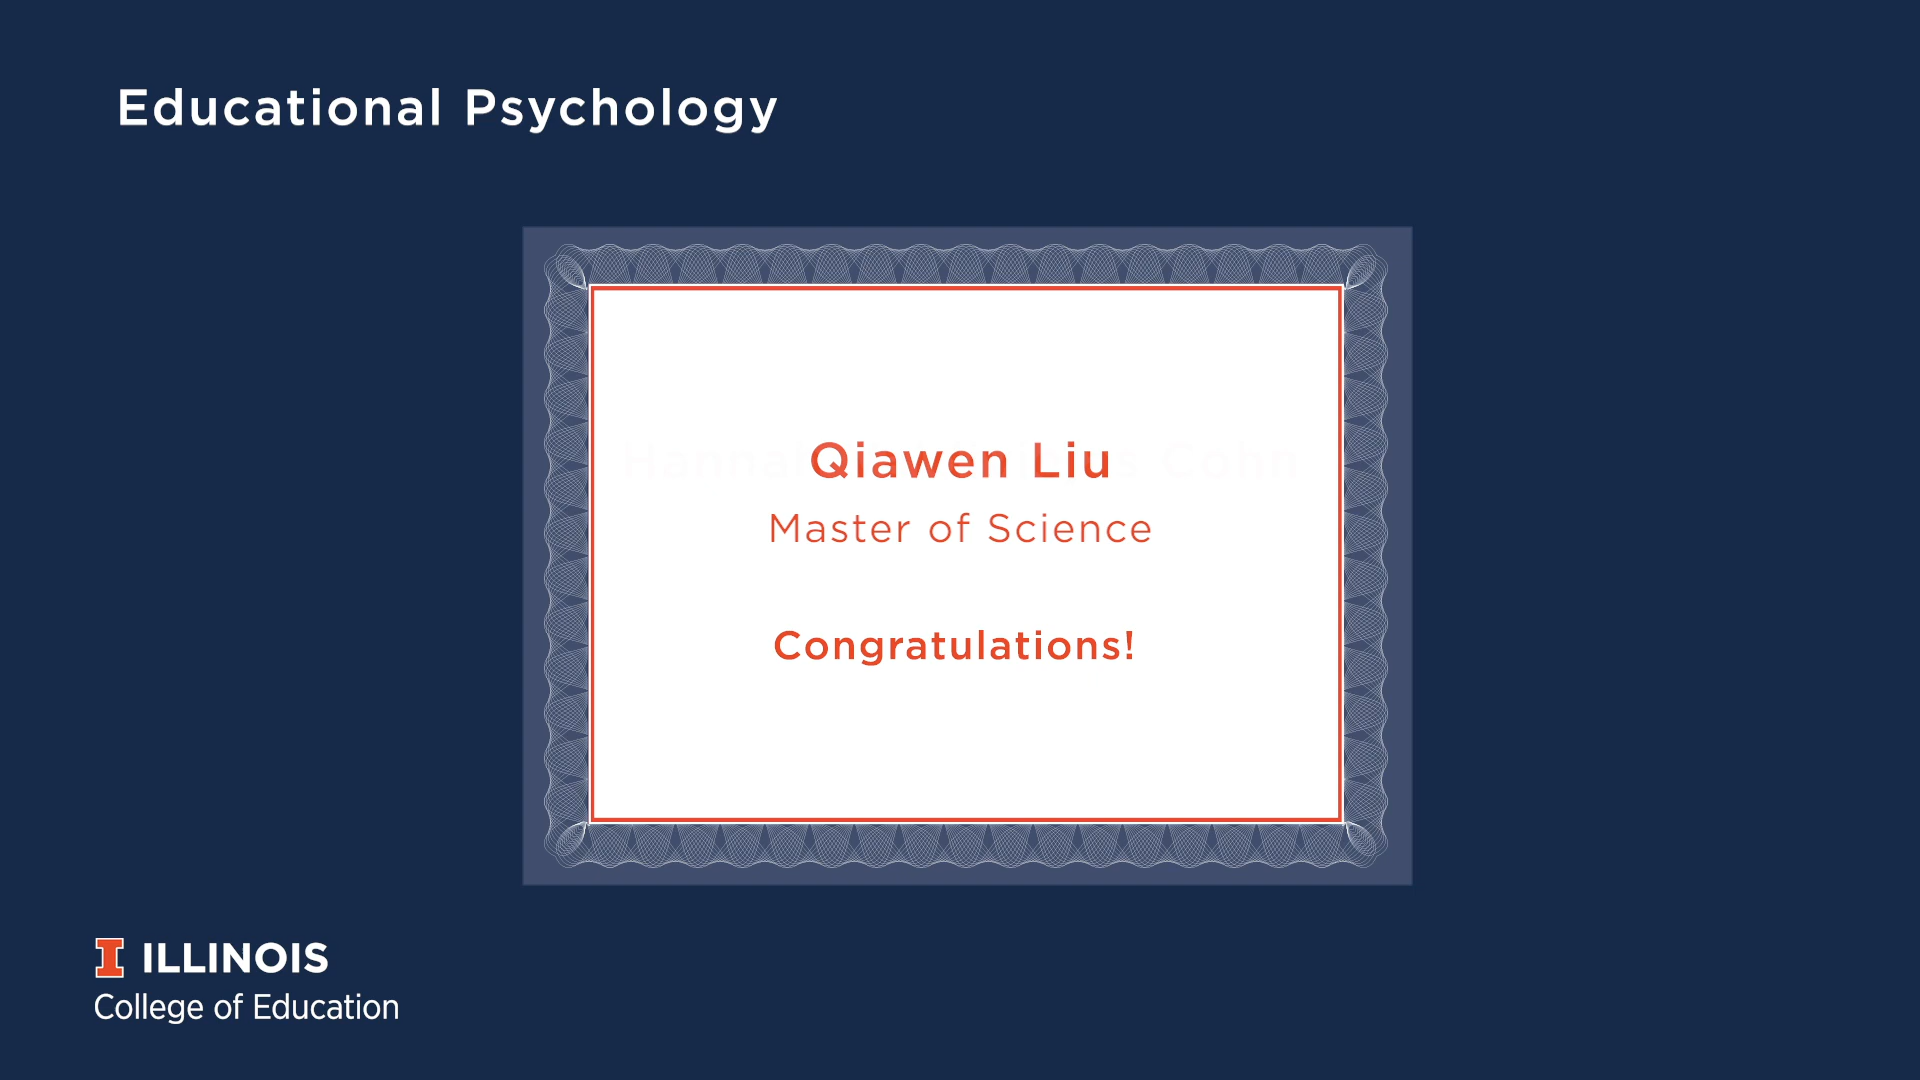 Educational Psychology
Qiawen Liu
Master of Science
Congratulations!
I ILLINOIS
College of Education